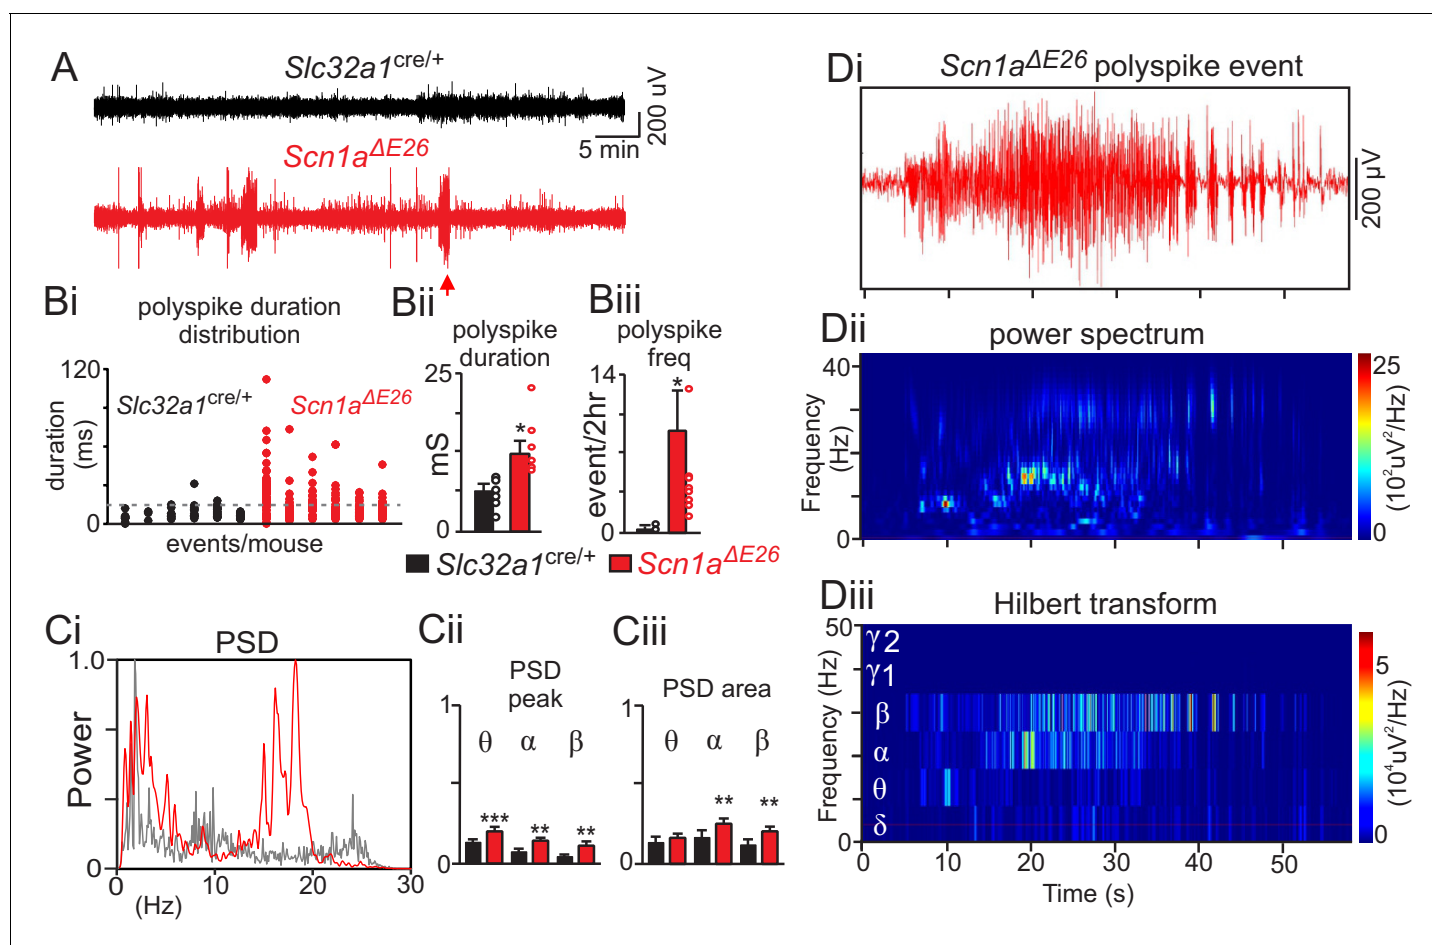 A
Slc32a1cre/+
200 uV
5 min
Scn1aΔE26
Bi
polyspike duration
distribution
120
duration
(ms)
0
Slc32a1cre/+
Scn1aΔE26
events/mouse
Bii
polyspike
duration
25
mS
0
*
Biii
polyspike
freq
14
event/2hr
0
*
Slc32a1cre/+
Scn1aΔE26
Ci
PSD
1.0
Power
0
0
10
20
30
(Hz)
Cii
PSD
peak
1
0
θ
α
β
***
**
**
Ciii
PSD area
1
0
θ
α
β
**
**
Di
Scn1aΔE26 polyspike event
200 μV
Dii
power spectrum
40
Frequency
(Hz)
0
25
0
(10²uV²/Hz)
Diii
Hilbert transform
50
Frequency (Hz)
0
γ2
γ1
β
α
θ
δ
5
0
(10⁴uV²/Hz)
0
10
20
30
40
50
Time (s)